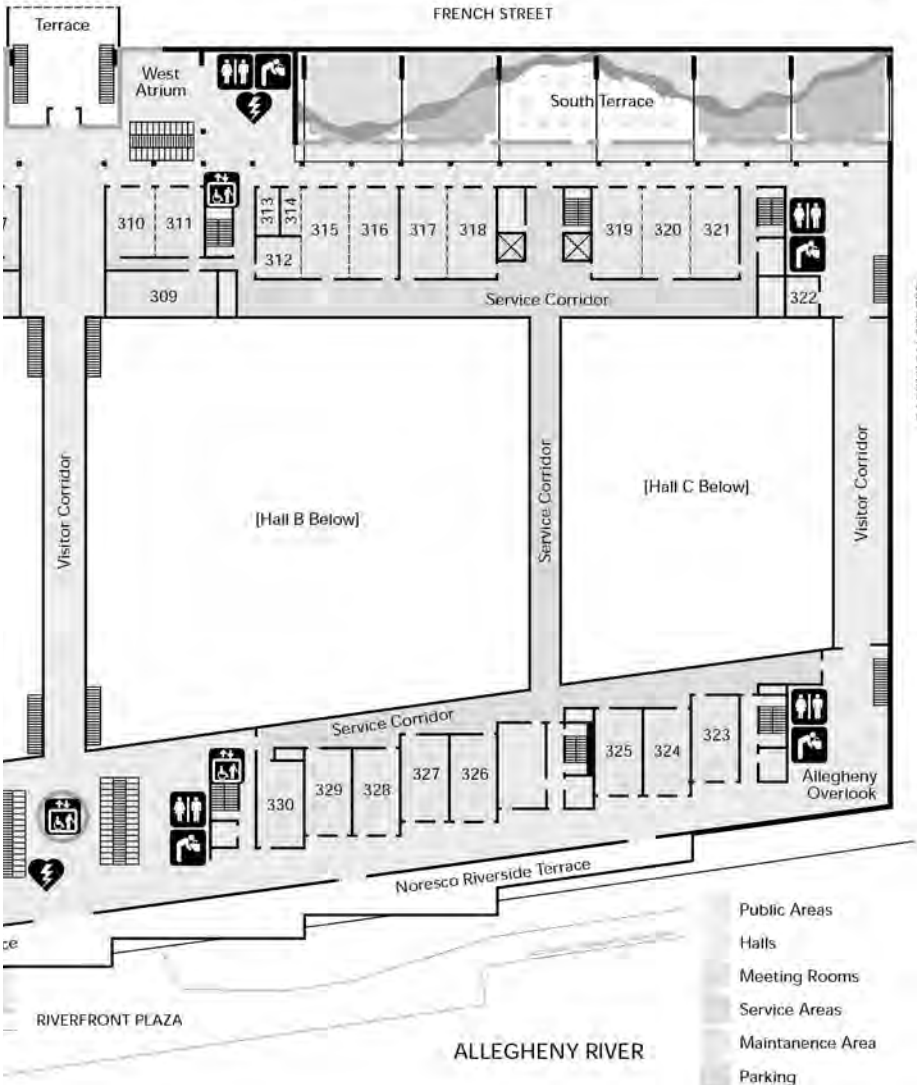 FRENCH STREET
Terrace
West
Atrium
South Terrace
310
311
313
314
315
316
317
318
319
320
321
312
309
Service Corridor
322
Visitor Corridor
[Hall B Below]
Service Corridor
[Hall C Below]
Visitor Corridor
Service Corridor
330
329
328
327
326
325
324
323
Allegheny
Overlook
Noresco Riverside Terrace
RIVERFRONT PLAZA
ALLEGHENY RIVER
Public Areas
Halls
Meeting Rooms
Service Areas
Maintanence Area
Parking